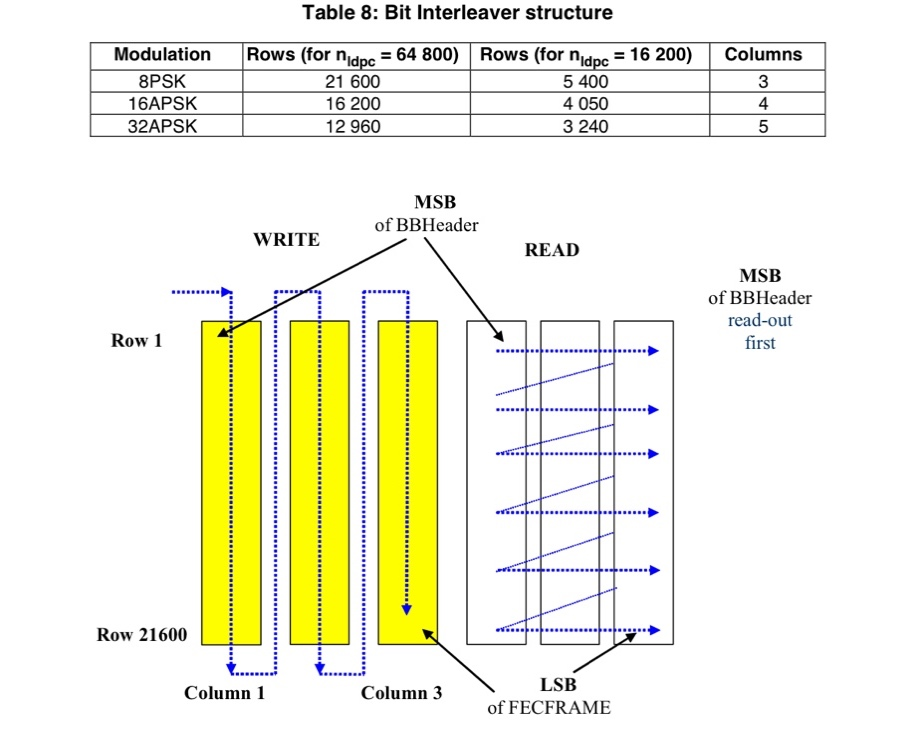 Table 8: Bit Interleaver structure
Modulation Rows (for nldpc = 64 800) Rows (for nldpc = 16 200) Columns
8PSK 21 600 5 400 3
16APSK 16 200 4 050 4
32APSK 12 960 3 240 5
MSB
of BBHeader
WRITE
READ
MSB
of BBHeader
read-out
first
Row 1
Row 21600
Column 1
Column 3
LSB
of FECFRAME